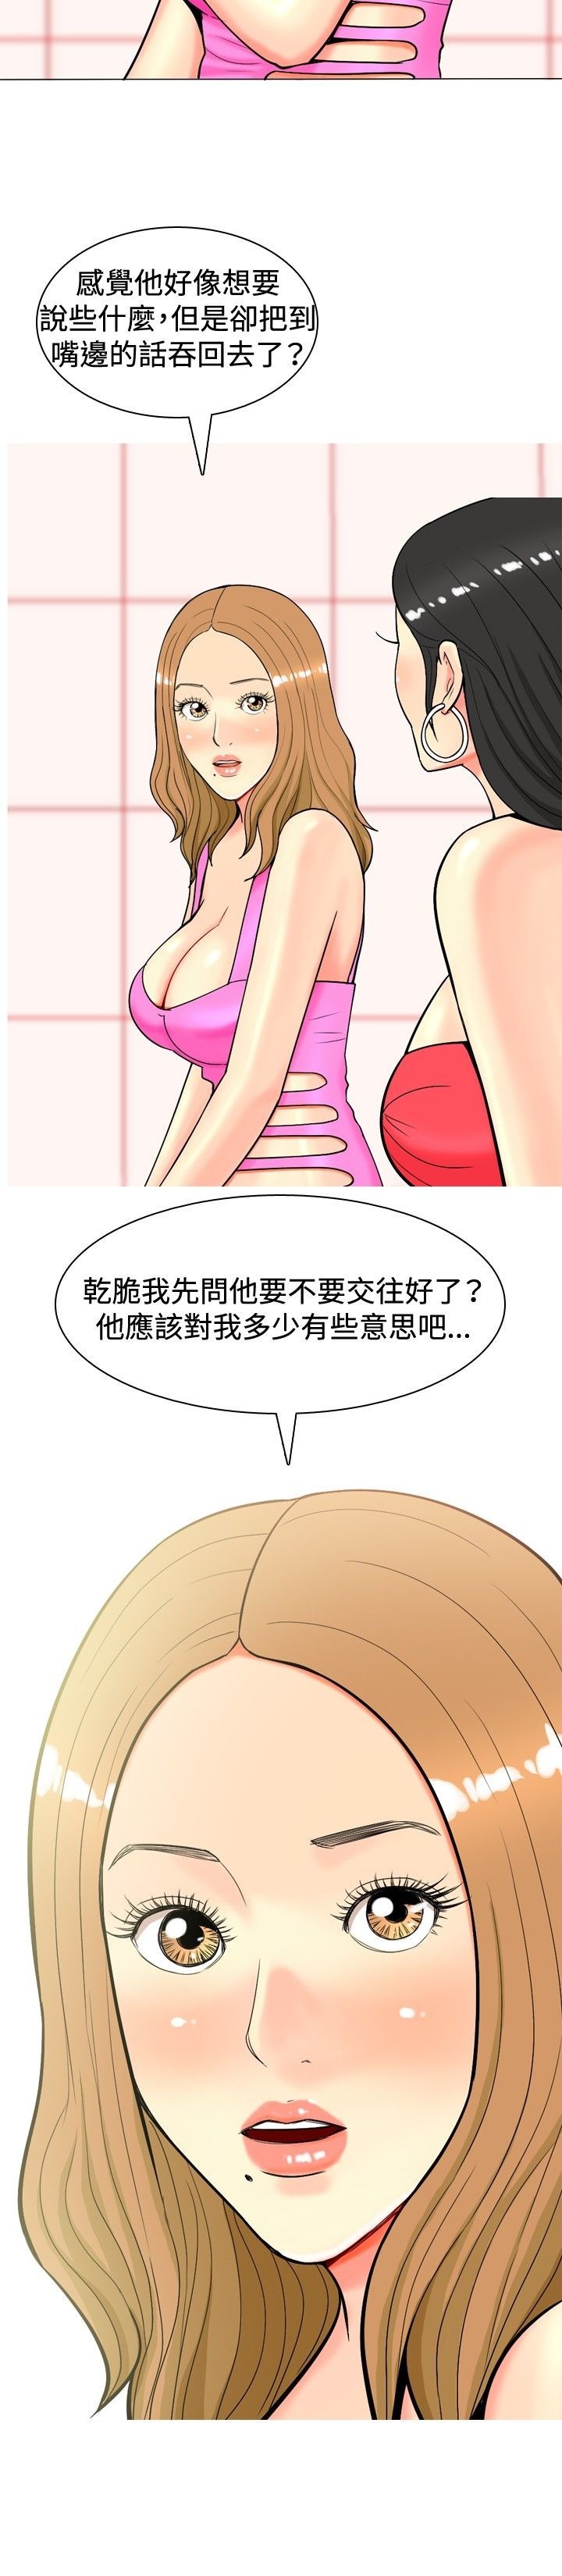 感覺他好像想要
說些什麼，但是卻把到
嘴邊的話吞回去了？
乾脆我先問他要不要交往好了？
他應該對我多少有些意思吧...